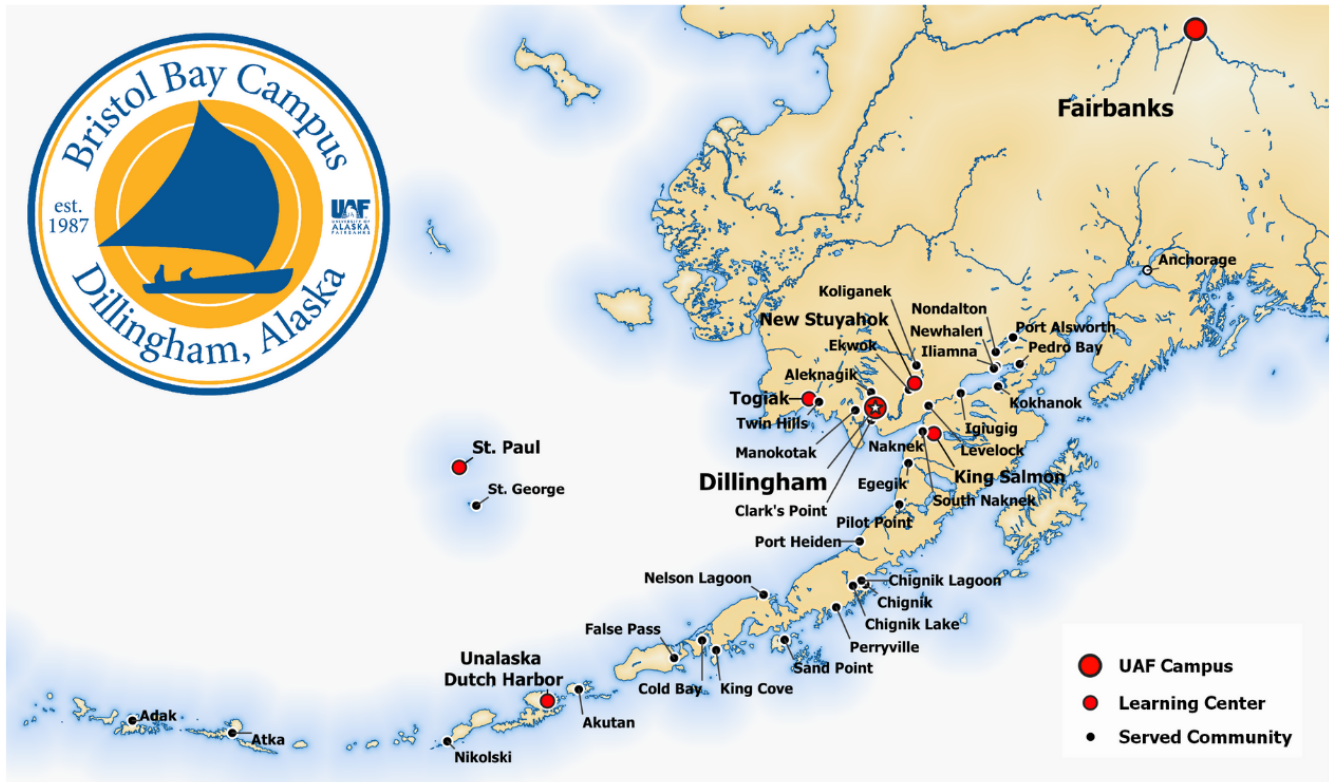 Bristol Bay Campus
est.
1987
UAF
UNIVERSITY OF
ALASKA
FAIRBANKS
Dillingham, Alaska
Fairbanks
Anchorage
Koliganek
Nondalton
New Stuyahok
Newhalen
Port Alsworth
Ekwok
Iliamna
Pedro Bay
Aleknagik
Togiak
Kokhanok
Twin Hills
Igiugig
Manokotak
Naknek
Levelock
St. Paul
Dillingham
King Salmon
Egegik
St. George
South Naknek
Clark's Point
Pilot Point
Port Heiden
Nelson Lagoon
Chignik Lagoon
Chignik
Chignik Lake
False Pass
Perryville
Unalaska
Dutch Harbor
Sand Point
Cold Bay
King Cove
Akutan
Adak
Atka
Nikolski
UAF Campus
Learning Center
Served Community